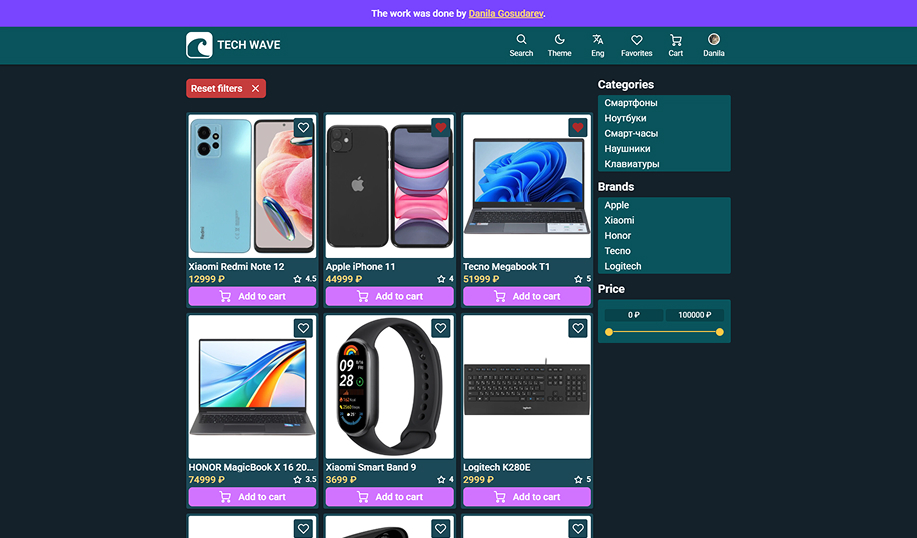 The work was done by Danila Gosudarev.
TECH WAVE
Search
Theme
Eng
Favorites
Cart
Danila
Reset filters
Xiaomi Redmi Note 12
12999 ₽
4.5
Add to cart
Apple iPhone 11
44999 ₽
4
Add to cart
Tecno Megabook T1
51999 ₽
5
Add to cart
HONOR MagicBook X 16 20...
74999 ₽
3.5
Add to cart
Xiaomi Smart Band 9
3699 ₽
4
Add to cart
Logitech K280E
2999 ₽
5
Add to cart
Categories
Смартфоны
Ноутбуки
Смарт-часы
Наушники
Клавиатуры
Brands
Apple
Xiaomi
Honor
Tecno
Logitech
Price
0 ₽
100000 ₽
09
28